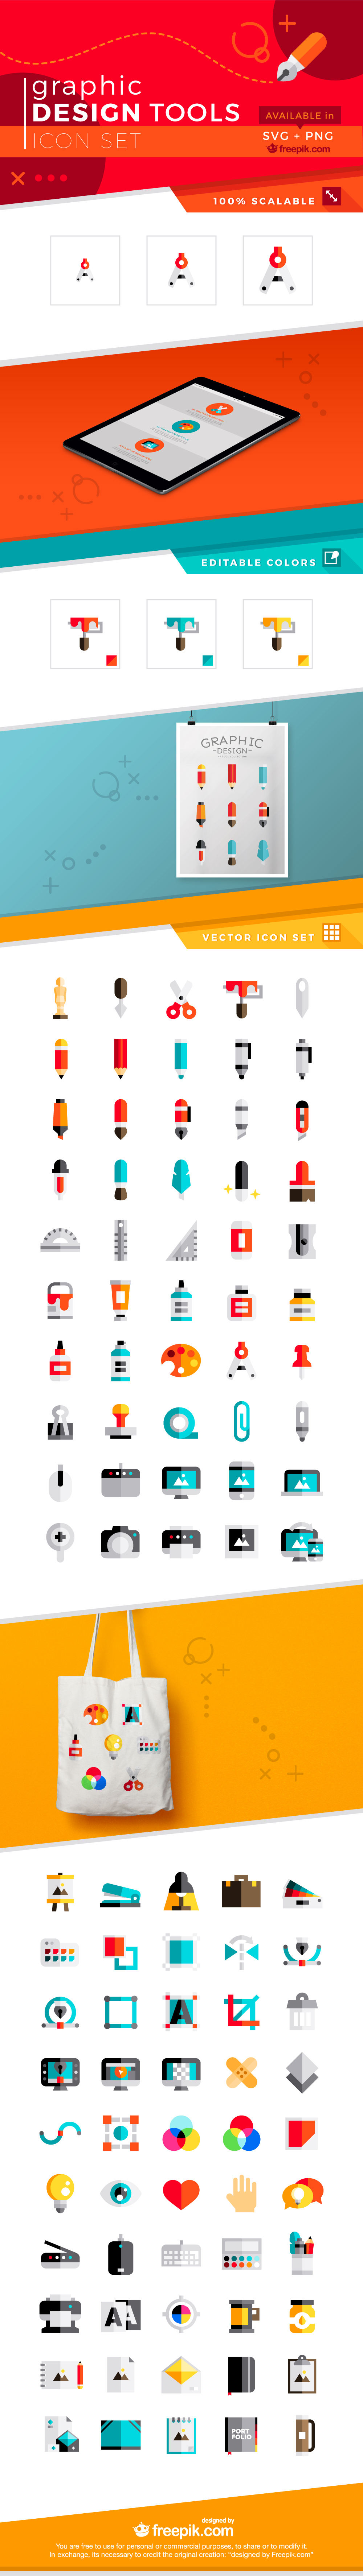 graphic
DESIGN TOOLS
ICON SET
AVAILABLE in
SVG + PNG
freepik.com
100% SCALABLE
EDITABLE COLORS
GRAPHIC
- DESIGN -
VECTOR ICON SET
A
A
AA
PORT
FOLIO
designed by
freepik.com
You are free to use for personal or commercial purposes, to share or to modify it.
In exchange, its necessary to credit the original creation: "designed by Freepik.com"